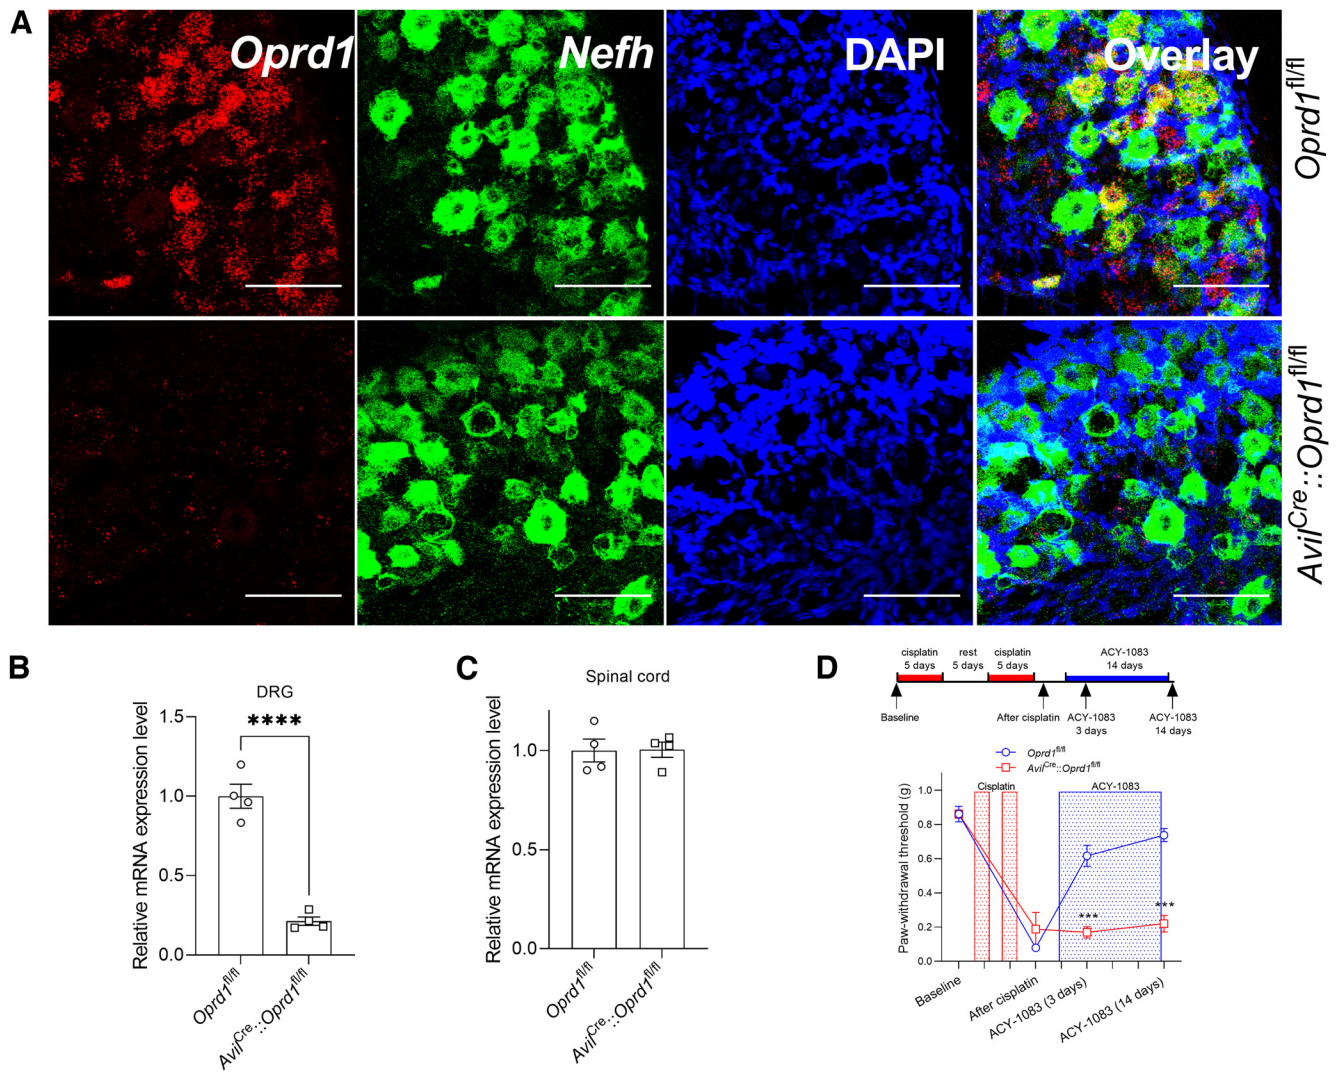 A
Oprd1
Nefh
DAPI
Overlay
Oprd1fl/fl
AvilCre::Oprd1fl/fl
B
DRG
****
Relative mRNA expression level
1.5
1.0
0.5
0.0
Oprd1fl/fl
AvilCre::Oprd1fl/fl
C
Spinal cord
Relative mRNA expression level
1.0
0.5
0.0
Oprd1fl/fl
AvilCre::Oprd1fl/fl
D
cisplatin
5 days
rest
5 days
cisplatin
5 days
ACY-1083
14 days
Baseline
After cisplatin
ACY-1083
3 days
ACY-1083
14 days
Oprd1fl/fl
AvilCre::Oprd1fl/fl
Paw-withdrawal threshold (g)
1.0
0.8
0.6
0.4
0.2
0.0
Cisplatin
ACY-1083
***
***
Baseline
After cisplatin
ACY-1083 (3 days)
ACY-1083 (14 days)